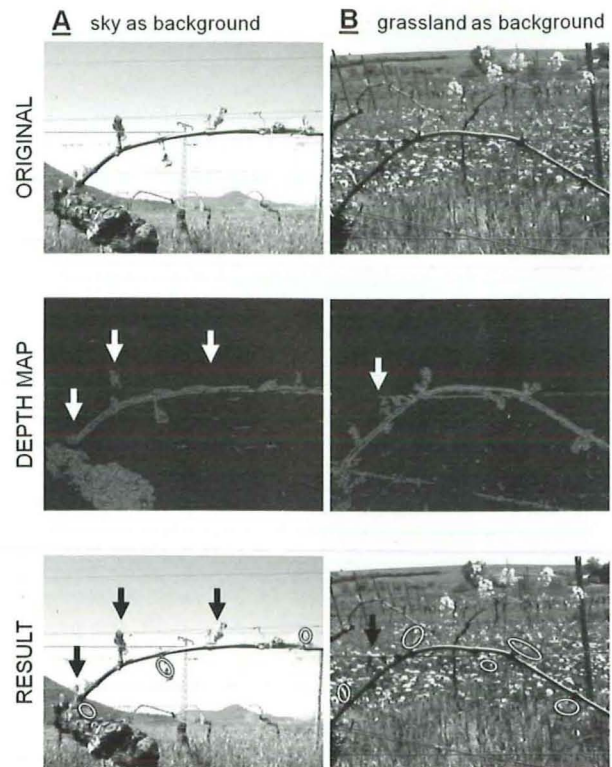 A sky as background
B grassland as background
ORIGINAL
DEPTH MAP
RESULT